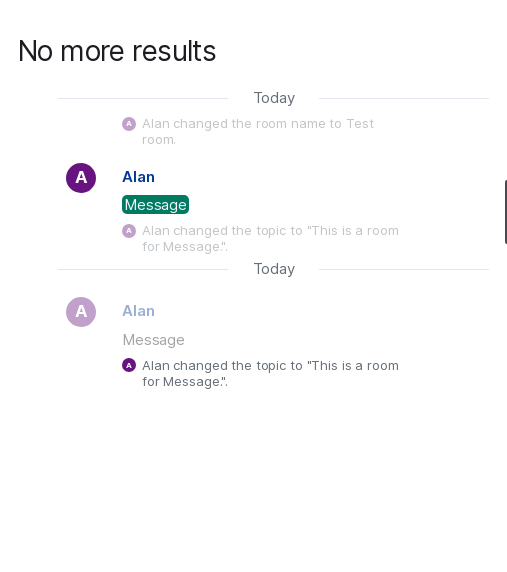 No more results
Today
A Alan changed the room name to Test
room.
A Alan
Message
A Alan changed the topic to "This is a room
for Message.".
Today
A Alan
Message
A Alan changed the topic to "This is a room
for Message.".